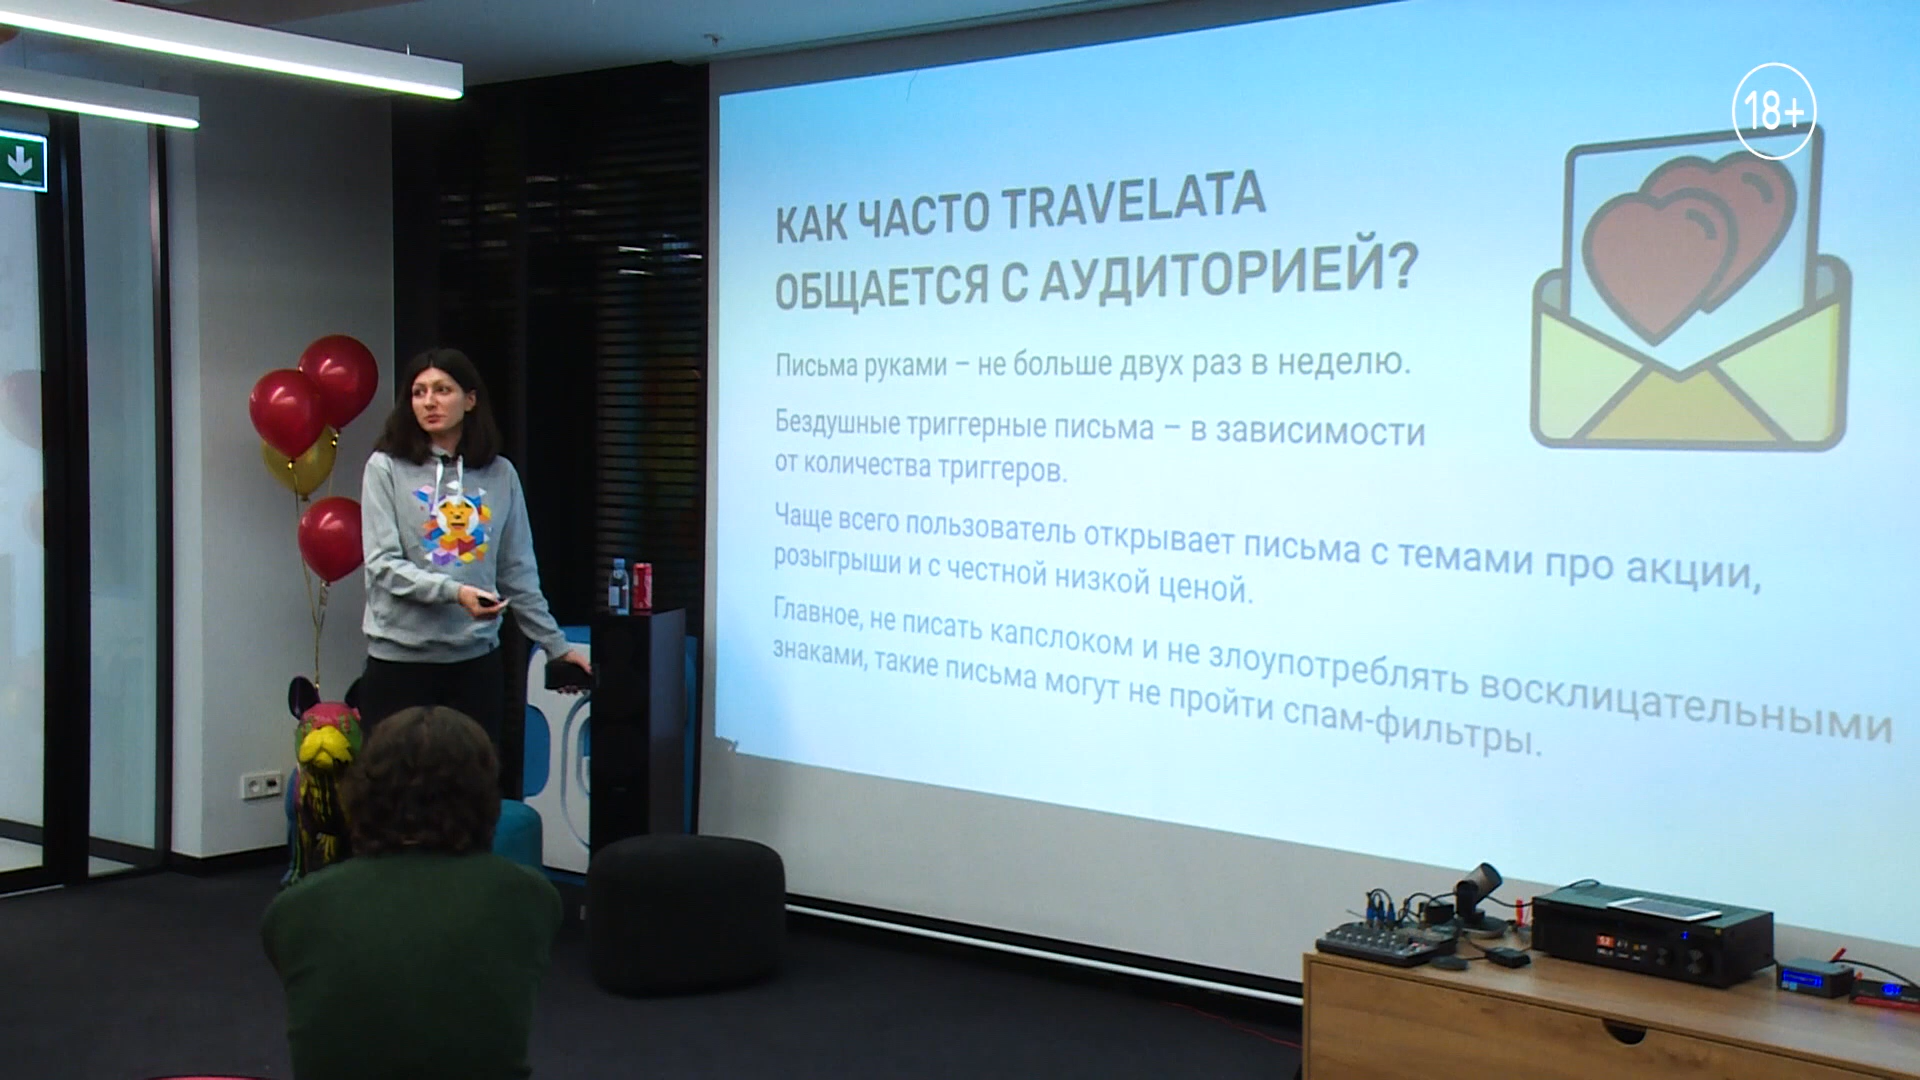 18+
КАК ЧАСТО TRAVELATA
ОБЩАЕТСЯ С АУДИТОРИЕЙ?
Письма руками – не больше двух раз в неделю.
Бездушные триггерные письма – в зависимости
от количества триггеров.
Чаще всего пользователь открывает письма с темами про акции,
розыгрыши и с честной низкой ценой.
Главное, не писать капслоком и не злоупотреблять восклицательными
знаками, такие письма могут не пройти спам-фильтры.